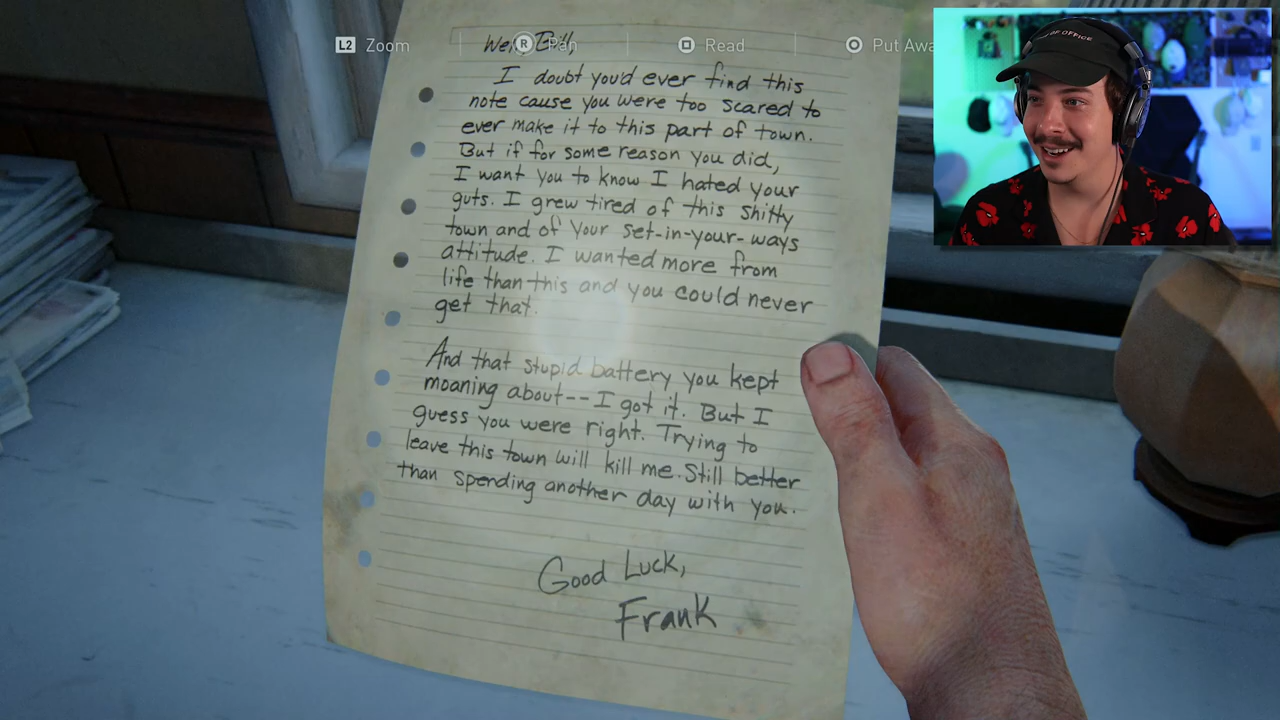 L2 Zoom
R Pan
Read
Put Awa
Well, Bill,
I doubt you'd ever find this
note cause you were too scared to
ever make it to this part of town.
But if for some reason you did,
I want you to know I hated your
guts. I grew tired of this shitty
town and of your set-in-your-ways
attitude. I wanted more from
life than this and you could never
get that.
And that stupid battery you kept
moaning about-- I got it. But I
guess you were right. Trying to
leave this town will kill me. Still better
than spending another day with you.
Good Luck,
Frank
OF OFFICE